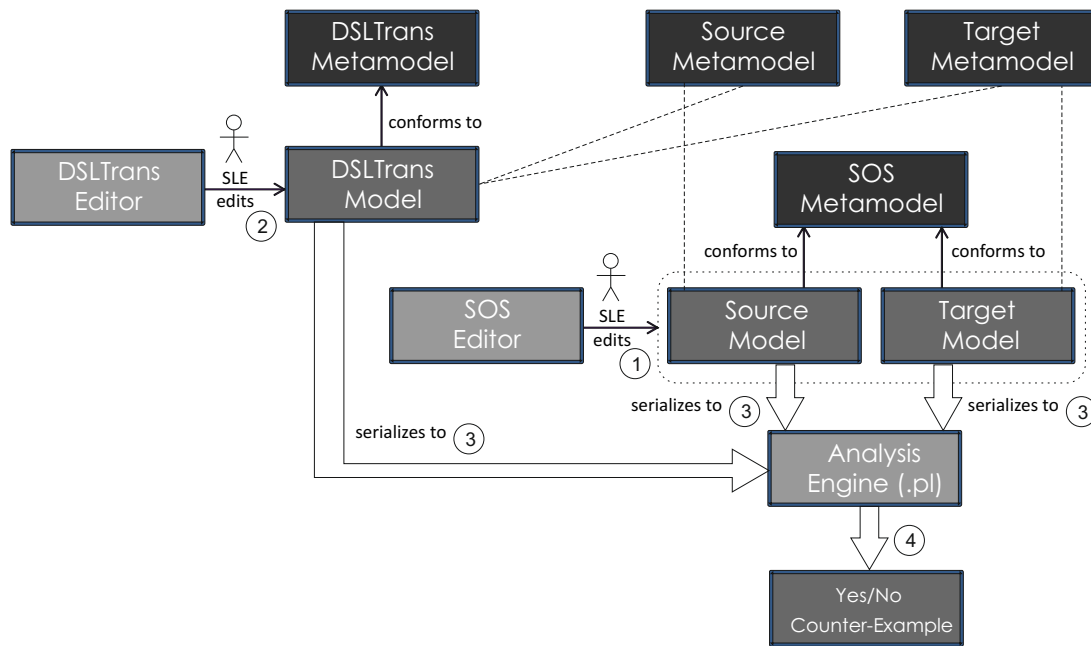 DSLTrans
Metamodel
Source
Metamodel
Target
Metamodel
conforms to
DSLTrans
Editor
SLE
edits
2
DSLTrans
Model
SOS
Metamodel
conforms to
conforms to
SOS
Editor
SLE
edits
1
Source
Model
Target
Model
serializes to 3
serializes to 3
serializes to 3
Analysis
Engine (.pl)
4
Yes/No
Counter-Example